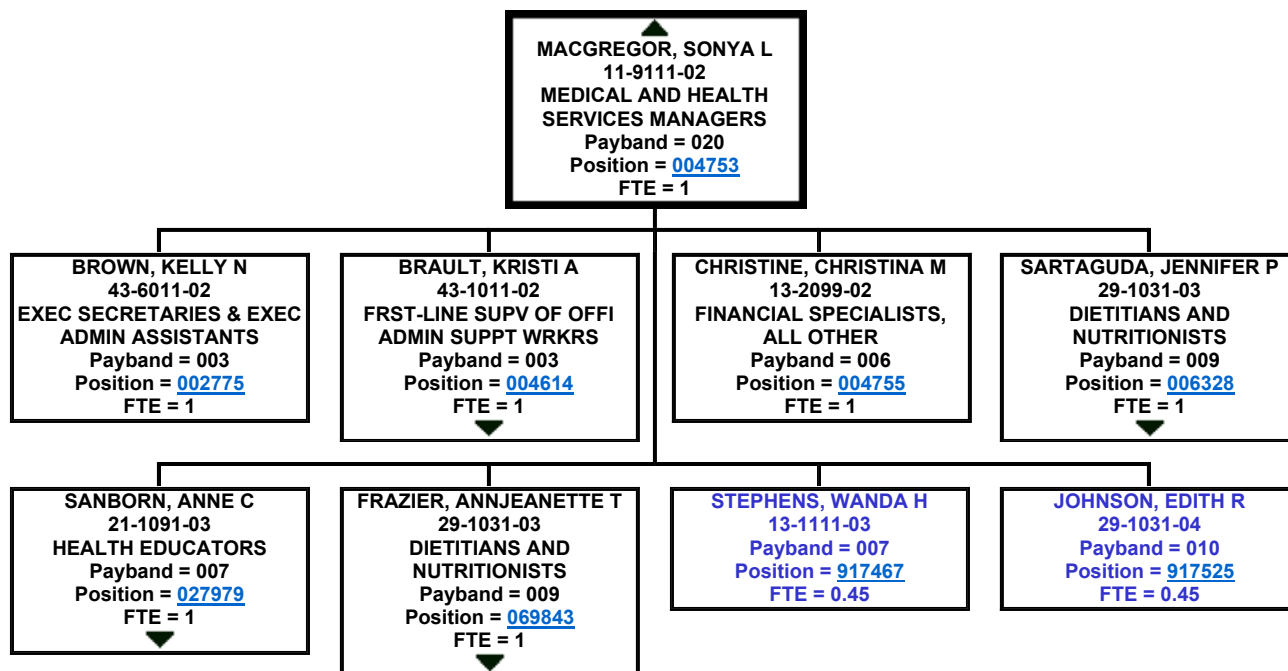 MACGREGOR, SONYA L
11-9111-02
MEDICAL AND HEALTH
SERVICES MANAGERS
Payband = 020
Position = 004753
FTE = 1
BROWN, KELLY N
43-6011-02
EXEC SECRETARIES & EXEC
ADMIN ASSISTANTS
Payband = 003
Position = 002775
FTE = 1
BRAULT, KRISTI A
43-1011-02
FRST-LINE SUPV OF OFFI
ADMIN SUPPT WRKRS
Payband = 003
Position = 004614
FTE = 1
CHRISTINE, CHRISTINA M
13-2099-02
FINANCIAL SPECIALISTS,
ALL OTHER
Payband = 006
Position = 004755
FTE = 1
SARTAGUDA, JENNIFER P
29-1031-03
DIETITIANS AND
NUTRITIONISTS
Payband = 009
Position = 006328
FTE = 1
SANBORN, ANNE C
21-1091-03
HEALTH EDUCATORS
Payband = 007
Position = 027979
FTE = 1
FRAZIER, ANNJEANETTE T
29-1031-03
DIETITIANS AND
NUTRITIONISTS
Payband = 009
Position = 069843
FTE = 1
STEPHENS, WANDA H
13-1111-03
Payband = 007
Position = 917467
FTE = 0.45
JOHNSON, EDITH R
29-1031-04
Payband = 010
Position = 917525
FTE = 0.45